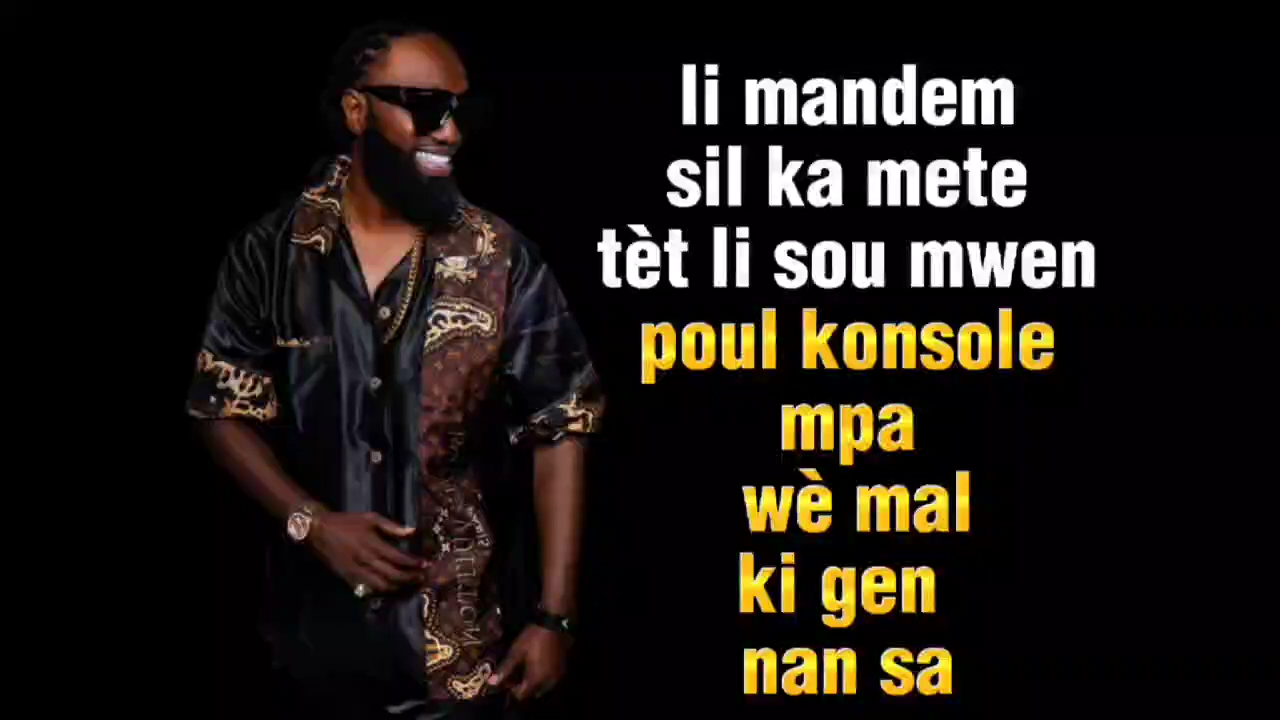 li mandem
sil ka mete
tèt li sou mwen
poul konsole
mpa
wè mal
ki gen
nan sa